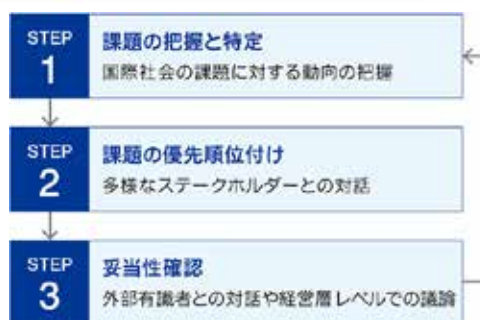 STEP
1
課題の把握と特定
国際社会の課題に対する動向の把握
STEP
2
課題の優先順位付け
多様なステークホルダーとの対話
STEP
3
妥当性確認
外部有識者との対話や経営層レベルでの議論